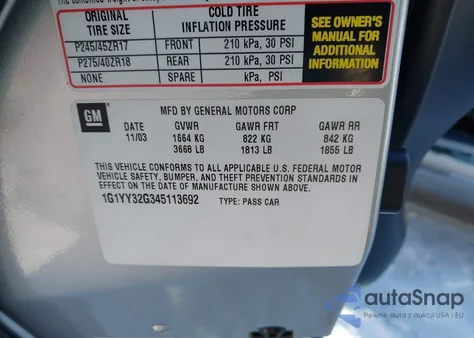 ORIGINAL TIRE SIZE
COLD TIRE INFLATION PRESSURE
P245/45ZR17 FRONT 210 kPa, 30 PSI
P275/40ZR18 REAR 210 kPa, 30 PSI
NONE SPARE kPa, PSI
SEE OWNER'S
MANUAL FOR
ADDITIONAL
INFORMATION
GM
MFD BY GENERAL MOTORS CORP
DATE GVWR GAWR FRT GAWR RR
11/03 1664 KG 822 KG 842 KG
3668 LB 1813 LB 1855 LB
THIS VEHICLE CONFORMS TO ALL APPLICABLE U.S. FEDERAL MOTOR
VEHICLE SAFETY, BUMPER, AND THEFT PREVENTION STANDARDS IN
EFFECT ON THE DATE OF MANUFACTURE SHOWN ABOVE.
1G1YY32G345113692 TYPE: PASS CAR
autoSnap
Pewne auto z USA i EU